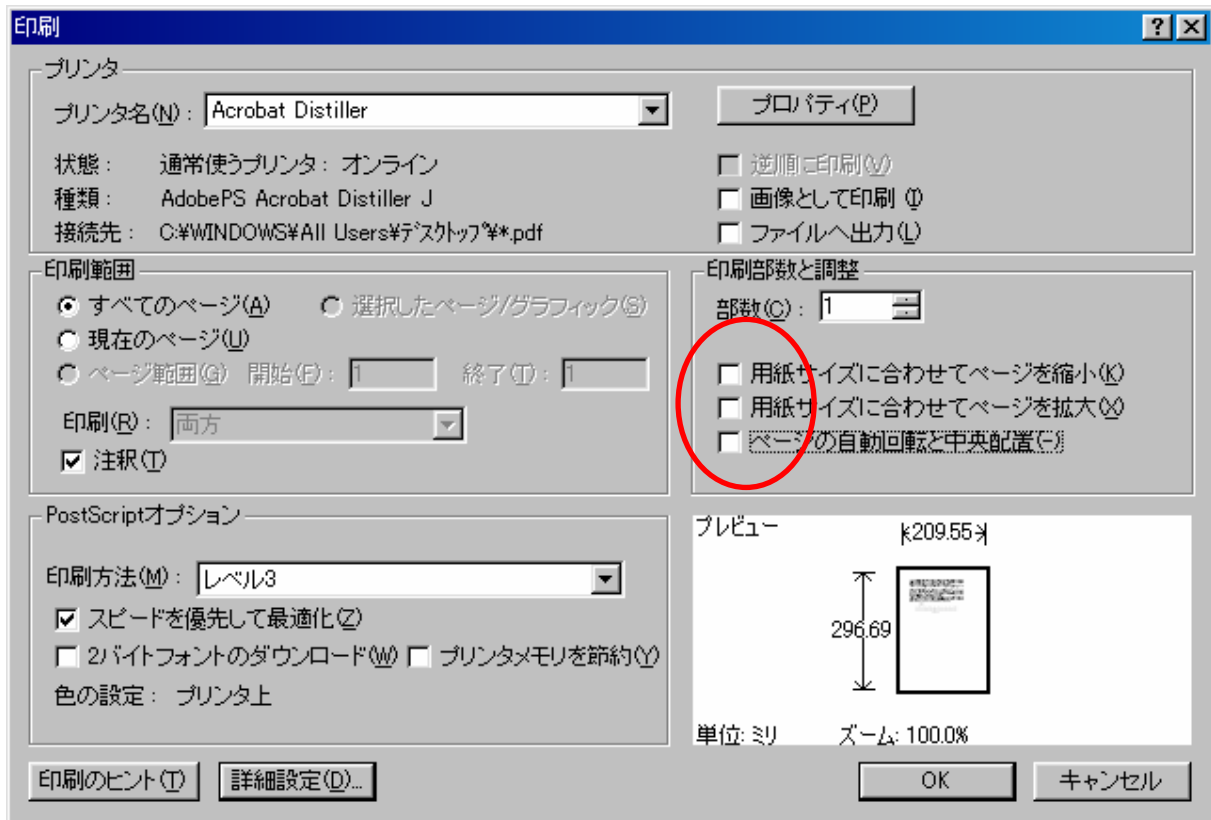 印刷
プリンタ
プリンタ名(N): Acrobat Distiller
プロパティ(P)
状態: 通常使うプリンタ: オンライン
逆順に印刷(V)
種類: AdobePS Acrobat Distiller J
画像として印刷 (I)
接続先: C:¥WINDOWS¥All Users¥ﾃﾞｽｸﾄｯﾌﾟ¥*.pdf
ファイルへ出力(L)
印刷範囲
すべてのページ(A) 選択したページ/グラフィック(S)
現在のページ(U)
ページ範囲(G) 開始(F): 1 終了(T): 1
印刷(R): 両方
注釈(T)
印刷部数と調整
部数(C): 1
用紙サイズに合わせてページを縮小(K)
用紙サイズに合わせてページを拡大(X)
ページの自動回転と中央配置(-)
PostScriptオプション
印刷方法(M): レベル3
スピードを優先して最適化(Z)
2バイトフォントのダウンロード(W) プリンタメモリを節約(Y)
色の設定: プリンタ上
プレビュー
209.55
296.69
単位: ミリ ズーム: 100.0%
印刷のヒント(T) 詳細設定(D)... OK キャンセル